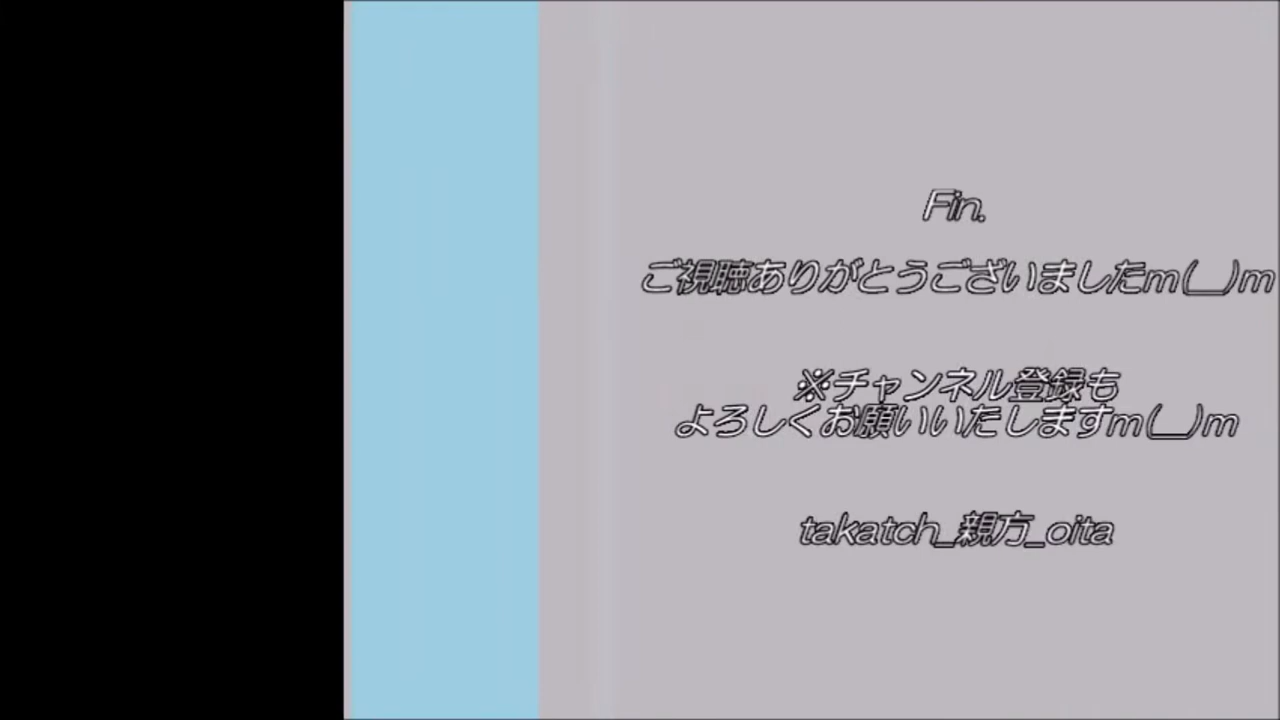 Fin.
ご視聴ありがとうございましたm(__)m
※チャンネル登録も
よろしくお願いいたしますm(__)m
takatch_親方_oita